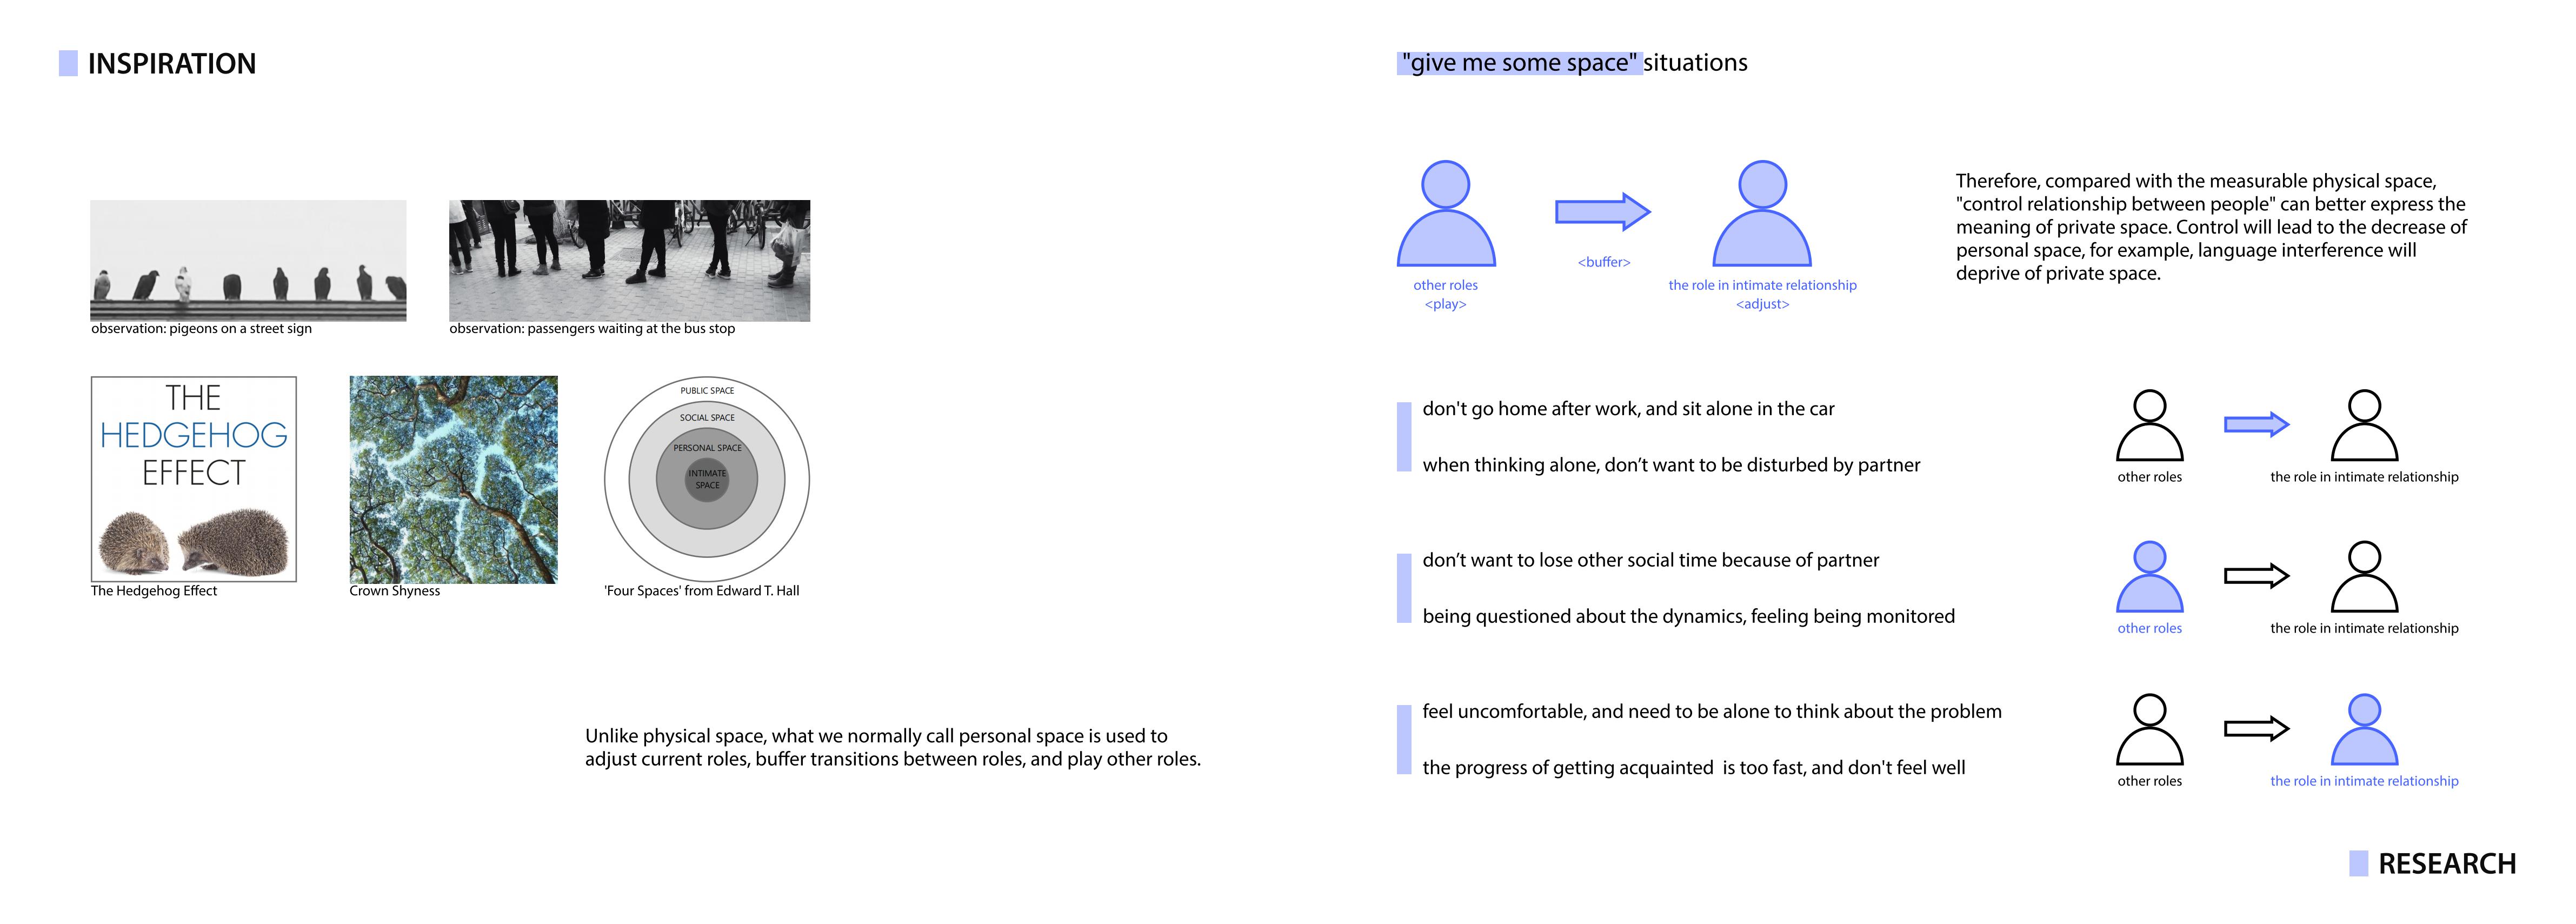 INSPIRATION
observation: pigeons on a street sign
observation: passengers waiting at the bus stop
THE
HEDGEHOG
EFFECT
The Hedgehog Effect
Crown Shyness
PUBLIC SPACE
SOCIAL SPACE
PERSONAL SPACE
INTIMATE
SPACE
'Four Spaces' from Edward T. Hall
Unlike physical space, what we normally call personal space is used to
adjust current roles, buffer transitions between roles, and play other roles.
"give me some space" situations
other roles
<play>
<buffer>
the role in intimate relationship
<adjust>
Therefore, compared with the measurable physical space,
"control relationship between people" can better express the
meaning of private space. Control will lead to the decrease of
personal space, for example, language interference will
deprive of private space.
don't go home after work, and sit alone in the car
when thinking alone, don’t want to be disturbed by partner
other roles
the role in intimate relationship
don’t want to lose other social time because of partner
being questioned about the dynamics, feeling being monitored
other roles
the role in intimate relationship
feel uncomfortable, and need to be alone to think about the problem
the progress of getting acquainted  is too fast, and don't feel well
other roles
the role in intimate relationship
RESEARCH